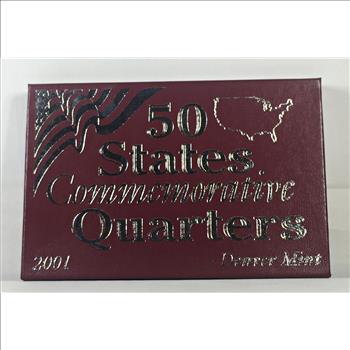 50
States
Commemorative
Quarters
2001 Denver Mint